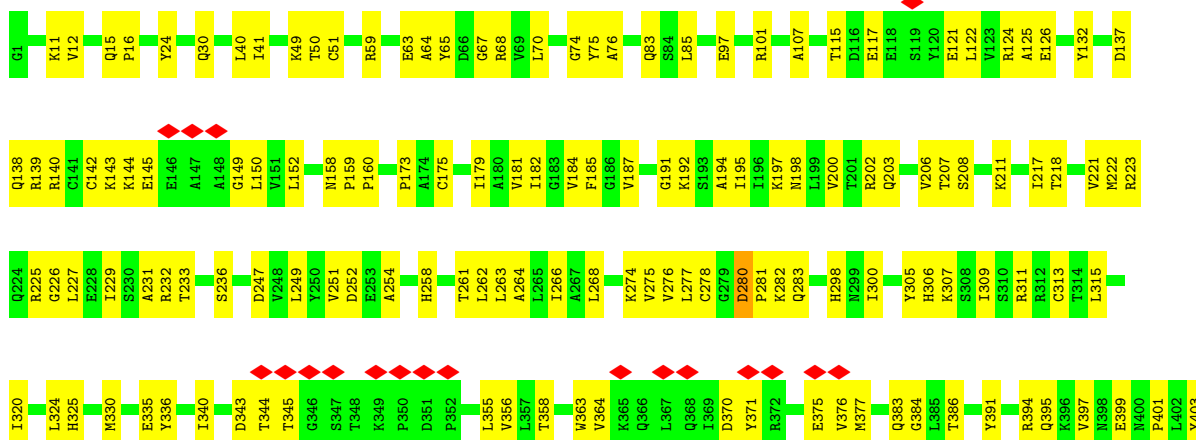 G1 K11 V12 Q15 P16 Y24 Q30 L40 I41 K49 T50 C51 R59 E63 A64 Y65 D66 G67 R68 V69 L70 G74 Y75 A76 Q83 S84 L85 E97 R101 A107 T115 D116 E117 E118 S119 Y120 E121 L122 V123 R124 A125 E126 Y132 D137
Q138 R139 R140 C141 C142 K143 K144 E145 E146 A147 A148 G149 L150 V151 L152 N158 P159 P160 P173 A174 C175 I179 A180 V181 I182 G183 V184 F185 G186 V187 G191 K192 S193 A194 I195 I196 K197 N198 L199 V200 T201 R202 Q203 V206 T207 S208 K211 I217 T218 V221 M222 R223
Q224 R225 G226 L227 E228 I229 S230 A231 R232 T233 S236 D247 V248 L249 Y250 V251 D252 E253 A254 H258 T261 L262 L263 A264 L265 I266 A267 L268 K274 V275 V276 L277 C278 G279 D280 P281 K282 Q283 H298 N299 I300 Y305 H306 K307 S308 I309 S310 R311 R312 C313 T314 L315
I320 L324 H325 M330 E335 Y336 I340 D343 T344 T345 G346 S347 T348 K349 P350 D351 P352 L355 V356 L357 T358 W363 V364 K365 Q366 L367 Q368 I369 D370 Y371 R372 E375 V376 M377 Q383 G384 L385 T386 Y391 R394 Q395 K396 V397 N398 E399 N400 P401 L402